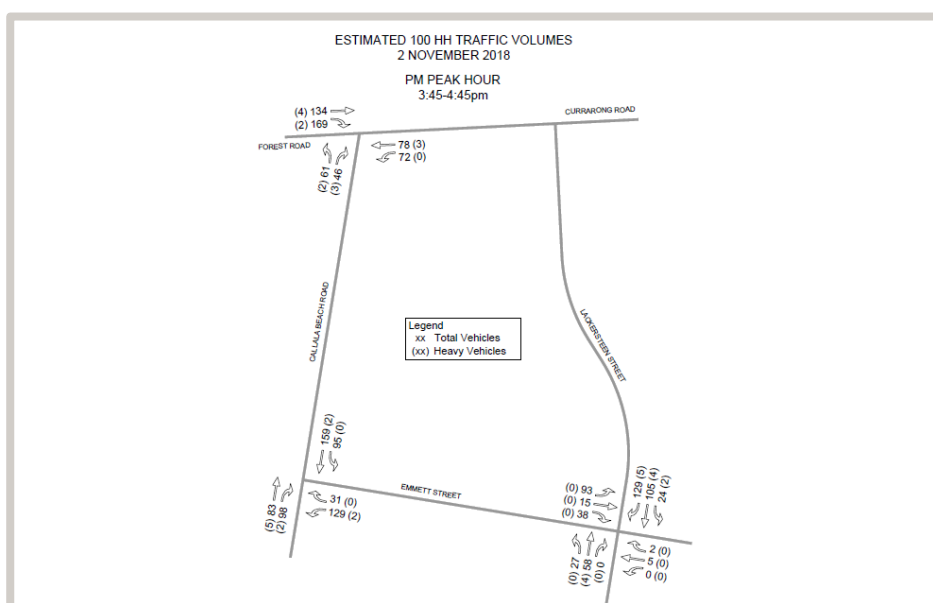 ESTIMATED 100 HH TRAFFIC VOLUMES
2 NOVEMBER 2018
PM PEAK HOUR
3:45-4:45pm
(4) 134
(2) 169
CURRARONG ROAD
FOREST ROAD
78 (3)
72 (0)
(2) 61
(3) 46
CALLALA BEACH ROAD
Legend
xx Total Vehicles
(xx) Heavy Vehicles
LACKERSTEEN STREET
159 (2)
95 (0)
EMMETT STREET
(5) 83
(2) 98
31 (0)
129 (2)
(0) 93
(0) 15
(0) 38
129 (5)
105 (4)
24 (2)
(0) 27
(4) 58
(0) 0
2 (0)
5 (0)
0 (0)